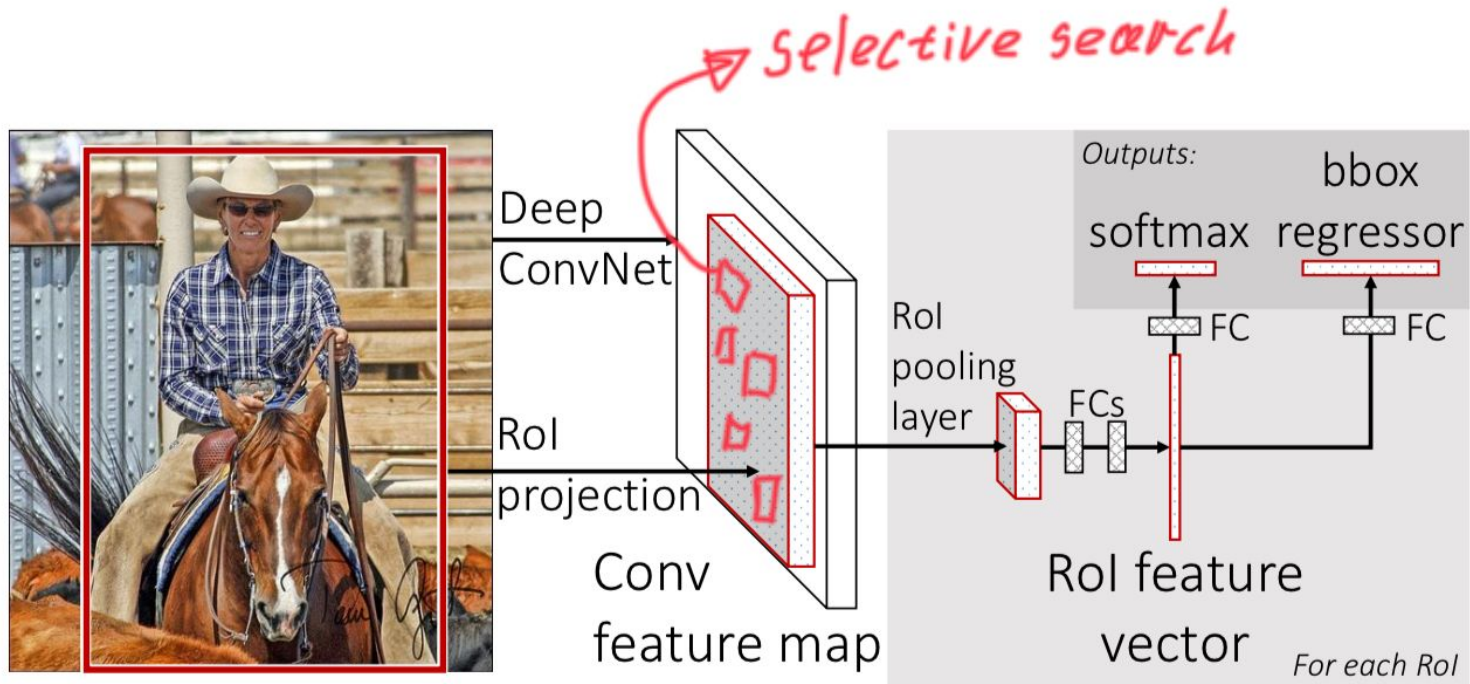 selective search
Deep
ConvNet
RoI
projection
Conv
feature map
RoI
pooling
layer
FCs
Outputs:
softmax
bbox
regressor
FC
FC
RoI feature
vector
For each RoI